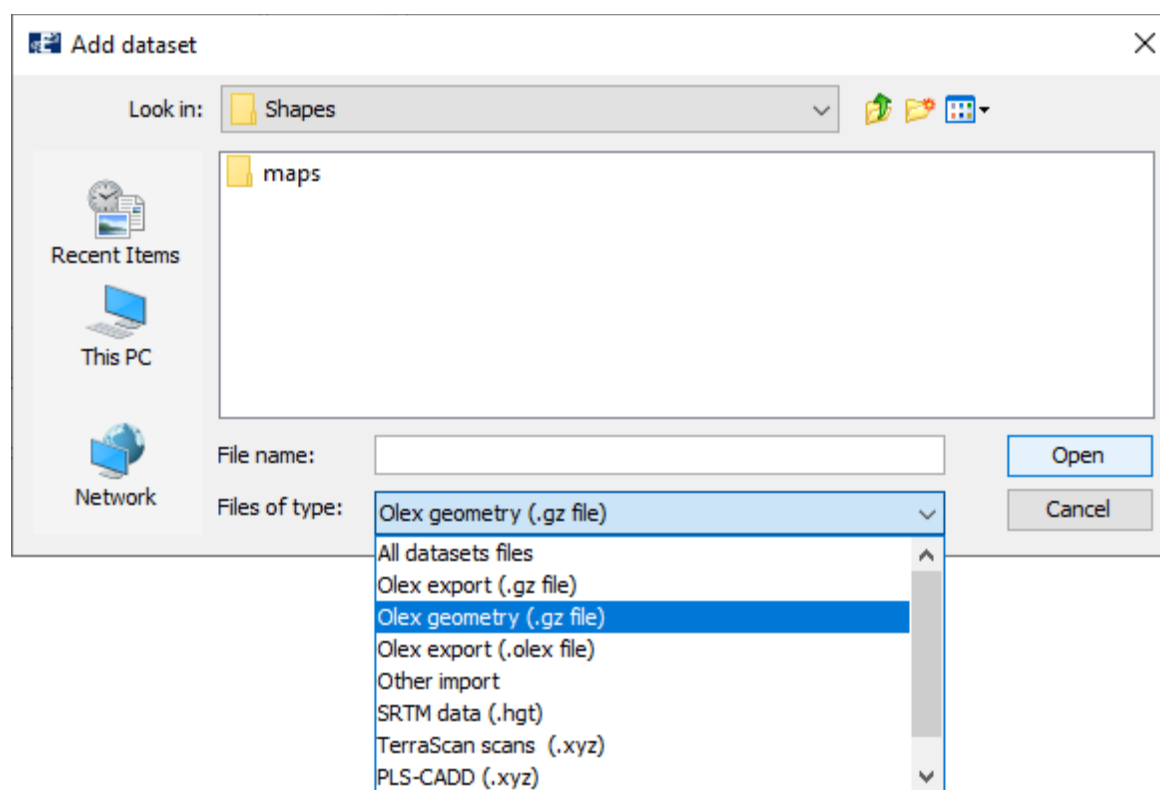 Add dataset
Look in: Shapes
maps
Recent Items
This PC
Network
File name: Open
Files of type: Olex geometry (.gz file) Cancel
All datasets files
Olex export (.gz file)
Olex geometry (.gz file)
Olex export (.olex file)
Other import
SRTM data (.hgt)
TerraScan scans (.xyz)
PLS-CADD (.xyz)